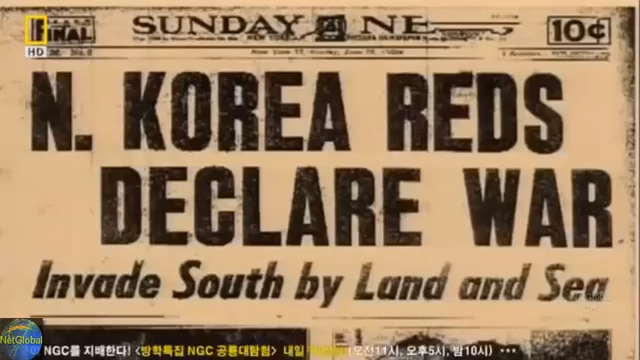 FINAL
SUNDAY NE
10¢
HD
N. KOREA REDS
DECLARE WAR
Invade South by Land and Sea
NetGlobal
NGC를 지배한다! <방학특집 NGC 공룡대탐험> 내일 (오전11시, 오후5시, 밤10시) •••